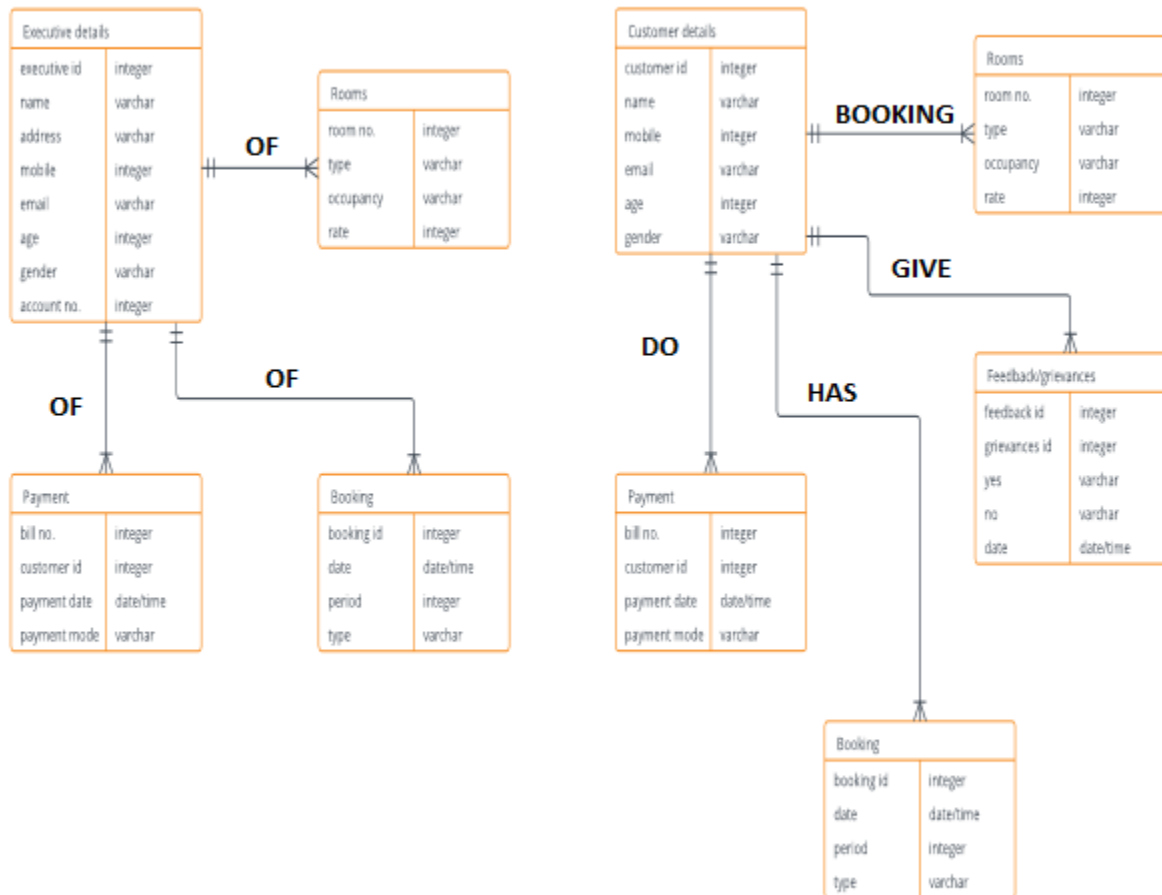 Executive details
executive id integer
name varchar
address varchar
mobile integer
email varchar
age integer
gender varchar
account no. integer
OF
Rooms
room no. integer
type varchar
occupancy varchar
rate integer
OF
OF
Payment
bill no. integer
customer id integer
payment date date/time
payment mode varchar
Booking
booking id integer
date date/time
period integer
type varchar
Customer details
customer id integer
name varchar
mobile integer
email varchar
age integer
gender varchar
BOOKING
Rooms
room no. integer
type varchar
occupancy varchar
rate integer
GIVE
DO
HAS
Feedback/grievances
feedback id integer
grievances id integer
yes varchar
no varchar
date date/time
Payment
bill no. integer
customer id integer
payment date date/time
payment mode varchar
Booking
booking id integer
date date/time
period integer
type varchar